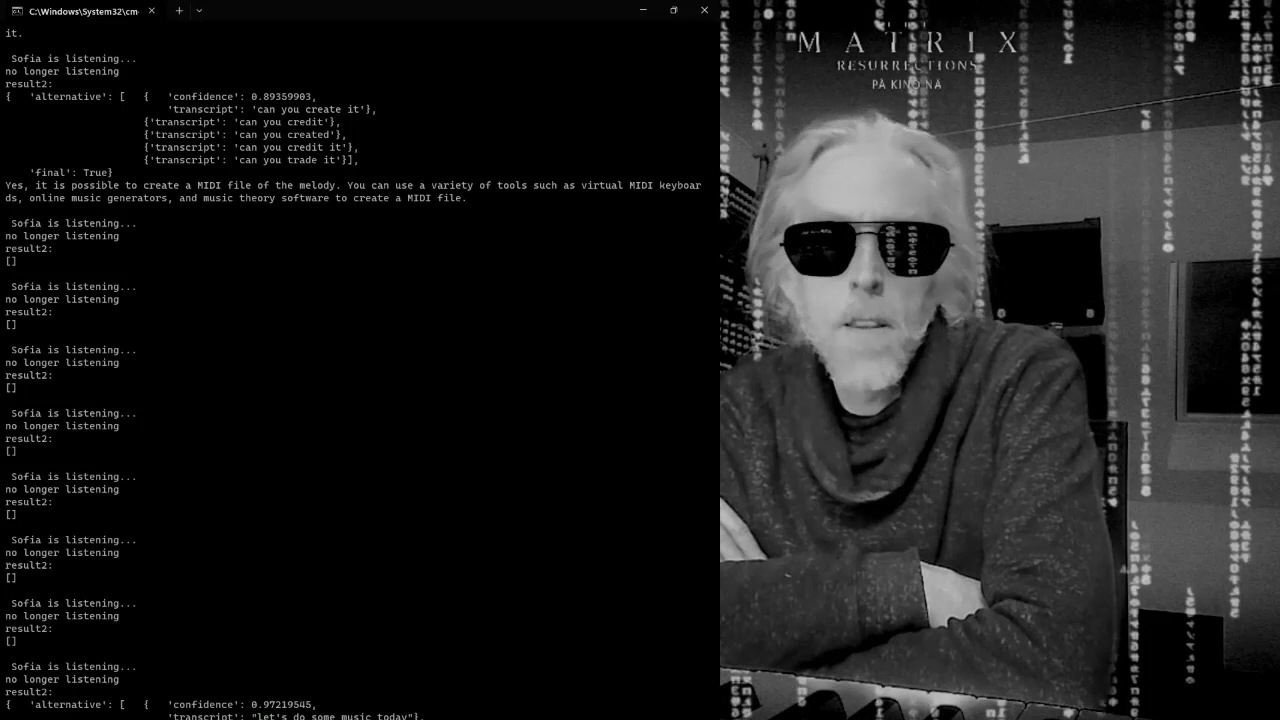 C:\Windows\System32\cm
it.
Sofia is listening...
no longer listening
result2:
{   'alternative': [   {   'confidence': 0.89359903,
'transcript': 'can you create it'},
{'transcript': 'can you credit'},
{'transcript': 'can you created'},
{'transcript': 'can you credit it'},
{'transcript': 'can you trade it'}],
'final': True}
Yes, it is possible to create a MIDI file of the melody. You can use a variety of tools such as virtual MIDI keyboar
ds, online music generators, and music theory software to create a MIDI file.
Sofia is listening...
no longer listening
result2:
[]
Sofia is listening...
no longer listening
result2:
[]
Sofia is listening...
no longer listening
result2:
[]
Sofia is listening...
no longer listening
result2:
[]
Sofia is listening...
no longer listening
result2:
[]
Sofia is listening...
no longer listening
result2:
[]
Sofia is listening...
no longer listening
result2:
[]
Sofia is listening...
no longer listening
result2:
{   'alternative': [   {   'confidence': 0.97219545,
'transcript': "let's do some music today"},
MATRIX
RESURRECTIONS
PÅ KINO NÅ